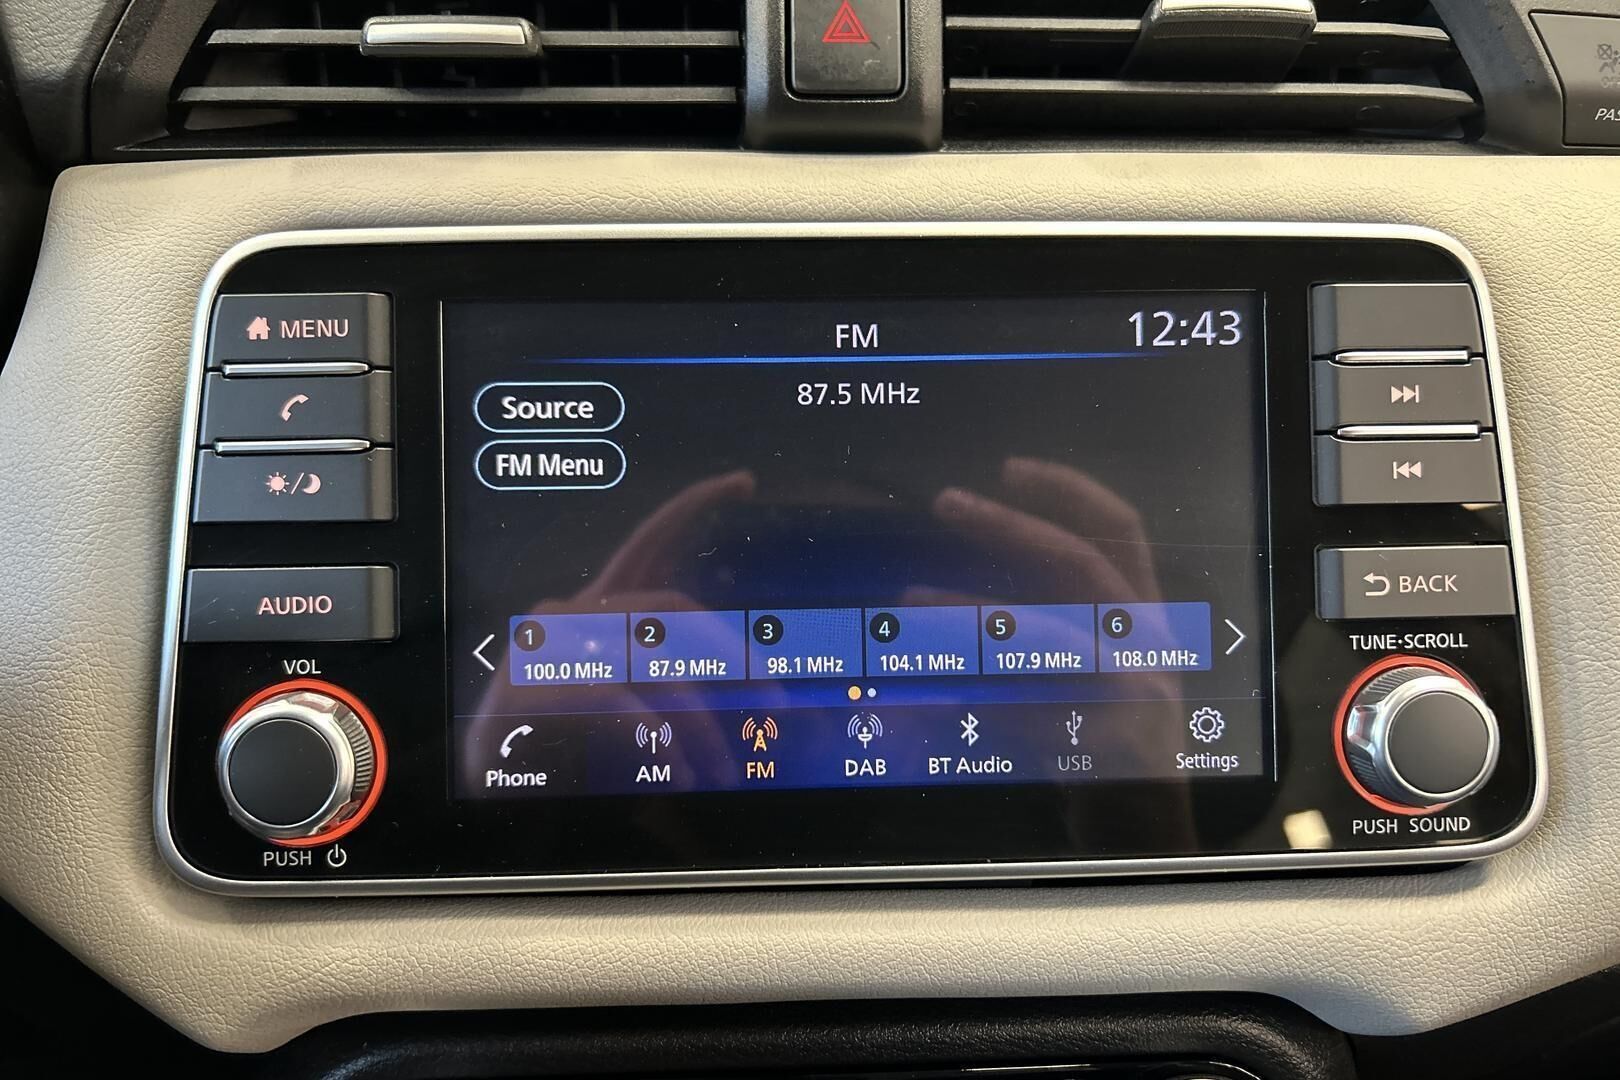 PAS
MENU
AUDIO
VOL
PUSH
FM
12:43
87.5 MHz
Source
FM Menu
1
100.0 MHz
2
87.9 MHz
3
98.1 MHz
4
104.1 MHz
5
107.9 MHz
6
108.0 MHz
Phone
AM
FM
DAB
BT Audio
USB
Settings
BACK
TUNE·SCROLL
PUSH SOUND